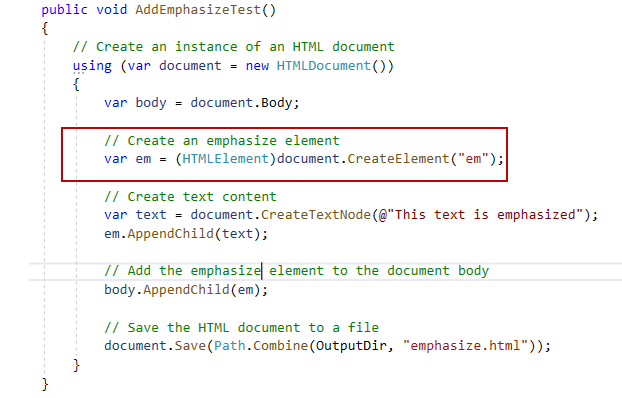 public void AddEmphasizeTest()
{
// Create an instance of an HTML document
using (var document = new HTMLDocument())
{
var body = document.Body;
// Create an emphasize element
var em = (HTMLElement)document.CreateElement("em");
// Create text content
var text = document.CreateTextNode(@"This text is emphasized");
em.AppendChild(text);
// Add the emphasize element to the document body
body.AppendChild(em);
// Save the HTML document to a file
document.Save(Path.Combine(OutputDir, "emphasize.html"));
}
}